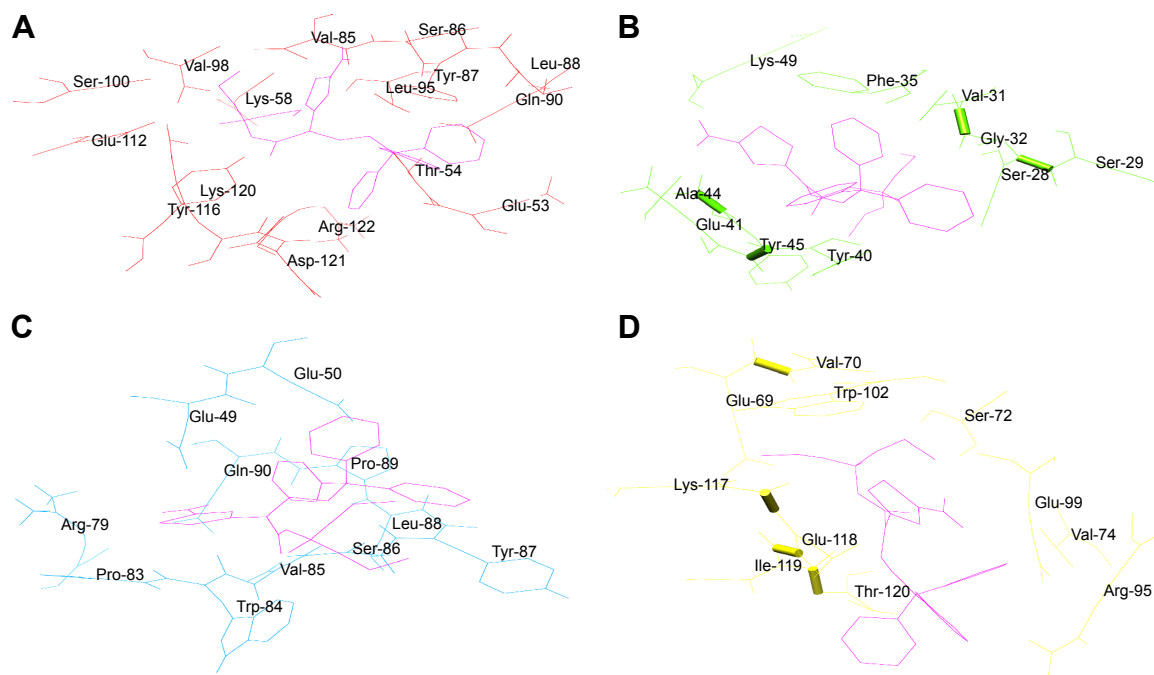 A
Val-85
Ser-86
Leu-88
Val-98
Tyr-87
Ser-100
Leu-95
Lys-58
Gln-90
Glu-112
Thr-54
Lys-120
Tyr-116
Glu-53
Arg-122
Asp-121
B
Lys-49
Phe-35
Val-31
Gly-32
Ser-29
Ser-28
Ala-44
Glu-41
Tyr-45
Tyr-40
C
Glu-50
Glu-49
Pro-89
Gln-90
Arg-79
Leu-88
Ser-86
Tyr-87
Val-85
Pro-83
Trp-84
D
Val-70
Trp-102
Glu-69
Ser-72
Lys-117
Glu-99
Glu-118
Val-74
Ile-119
Thr-120
Arg-95